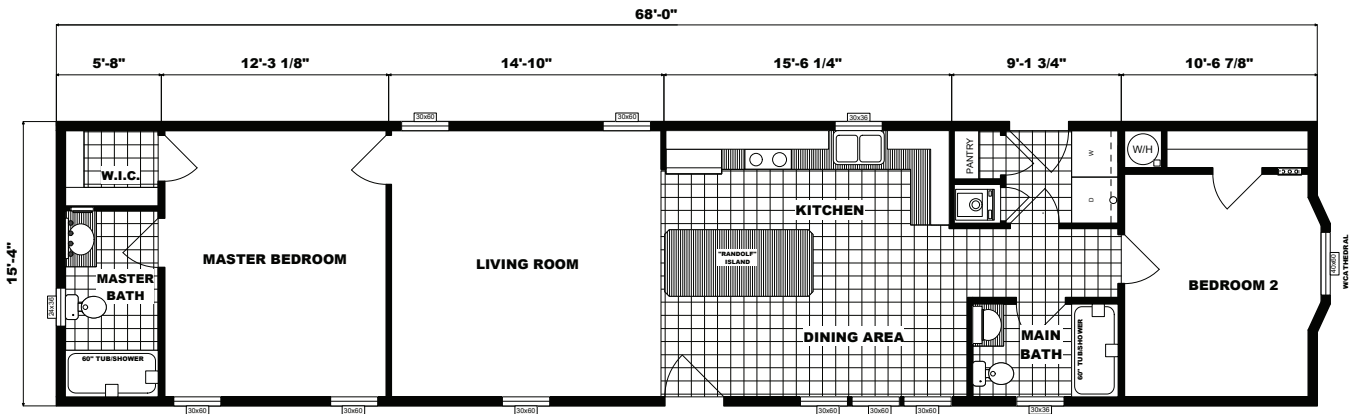 68'-0"
5'-8"
12'-3 1/8"
14'-10"
15'-6 1/4"
9'-1 3/4"
10'-6 7/8"
15'-4"
30x60
30x60
30x36
W.I.C.
PANTRY
W
D
W/H
KITCHEN
MASTER BEDROOM
LIVING ROOM
"RANDOLF"
ISLAND
BEDROOM 2
40x60
W/CATHEDRAL
MASTER
BATH
24x36
DINING AREA
MAIN
BATH
60" TUB/SHOWER
60" TUB/SHOWER
30x60
30x60
30x60
30x60
30x60
30x60
30x36